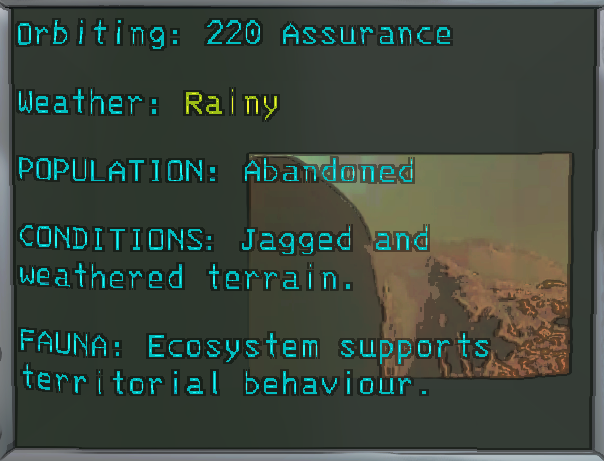 Orbiting: 220 Assurance
Weather: Rainy
POPULATION: Abandoned
CONDITIONS: Jagged and
weathered terrain.
FAUNA: Ecosystem supports
territorial behaviour.